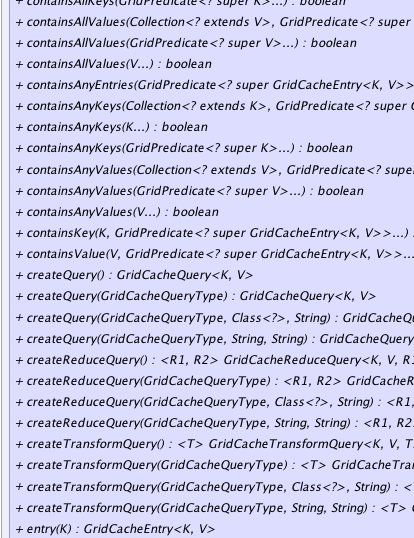 + containsAllKeys(GridPredicate<? super K>...) : boolean
+ containsAllValues(Collection<? extends V>, GridPredicate<? super
+ containsAllValues(GridPredicate<? super V>...) : boolean
+ containsAllValues(V...) : boolean
+ containsAnyEntries(GridPredicate<? super GridCacheEntry<K, V>>
+ containsAnyKeys(Collection<? extends K>, GridPredicate<? super
+ containsAnyKeys(K...) : boolean
+ containsAnyKeys(GridPredicate<? super K>...) : boolean
+ containsAnyValues(Collection<? extends V>, GridPredicate<? supe
+ containsAnyValues(GridPredicate<? super V>...) : boolean
+ containsAnyValues(V...) : boolean
+ containsKey(K, GridPredicate<? super GridCacheEntry<K, V>>...) :
+ containsValue(V, GridPredicate<? super GridCacheEntry<K, V>>...
+ createQuery() : GridCacheQuery<K, V>
+ createQuery(GridCacheQueryType) : GridCacheQuery<K, V>
+ createQuery(GridCacheQueryType, Class<?>, String) : GridCacheQu
+ createQuery(GridCacheQueryType, String, String) : GridCacheQuery
+ createReduceQuery() : <R1, R2> GridCacheReduceQuery<K, V, R1
+ createReduceQuery(GridCacheQueryType) : <R1, R2> GridCacheR
+ createReduceQuery(GridCacheQueryType, Class<?>, String) : <R1,
+ createReduceQuery(GridCacheQueryType, String, String) : <R1, R2
+ createTransformQuery() : <T> GridCacheTransformQuery<K, V, T
+ createTransformQuery(GridCacheQueryType) : <T> GridCacheTran
+ createTransformQuery(GridCacheQueryType, Class<?>, String) : <
+ createTransformQuery(GridCacheQueryType, String, String) : <T>
+ entry(K) : GridCacheEntry<K, V>